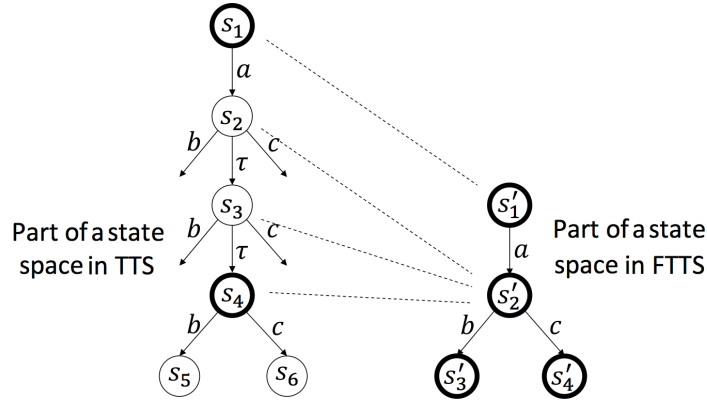 s₁
a
s₂
b c
τ
s₃
b c
τ
s₄
b c
s₅ s₆
Part of a state
space in TTS
s′₁
a
s′₂
b c
s′₃ s′₄
Part of a state
space in FTTS